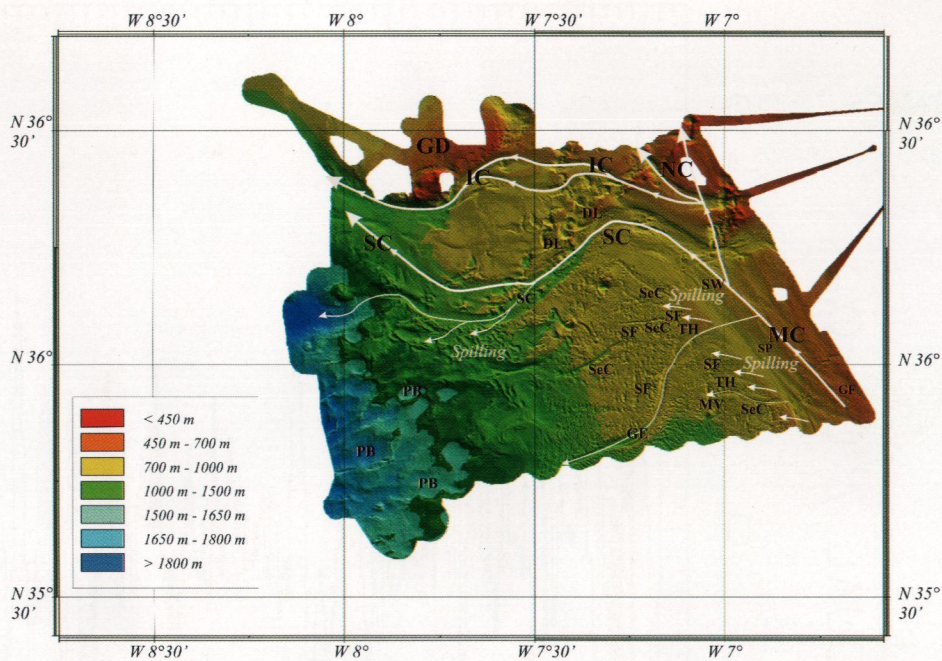 W 8°30' W 8° W 7°30' W 7°
N 36° 30'
N 36°
GD
IC IC NC
DL
SC SC
DL
SW
SeC Spilling
SC
SF
SF SeC TH
MC
Spilling
SP
SF Spilling
SeC
TH
PB SF GF
MV SeC
GF
PB
PB
< 450 m
450 m - 700 m
700 m - 1000 m
1000 m - 1500 m
1500 m - 1650 m
1650 m - 1800 m
> 1800 m
N 36°
N 35° 30'
N 35° 30'
W 8°30' W 8° W 7°30' W 7°